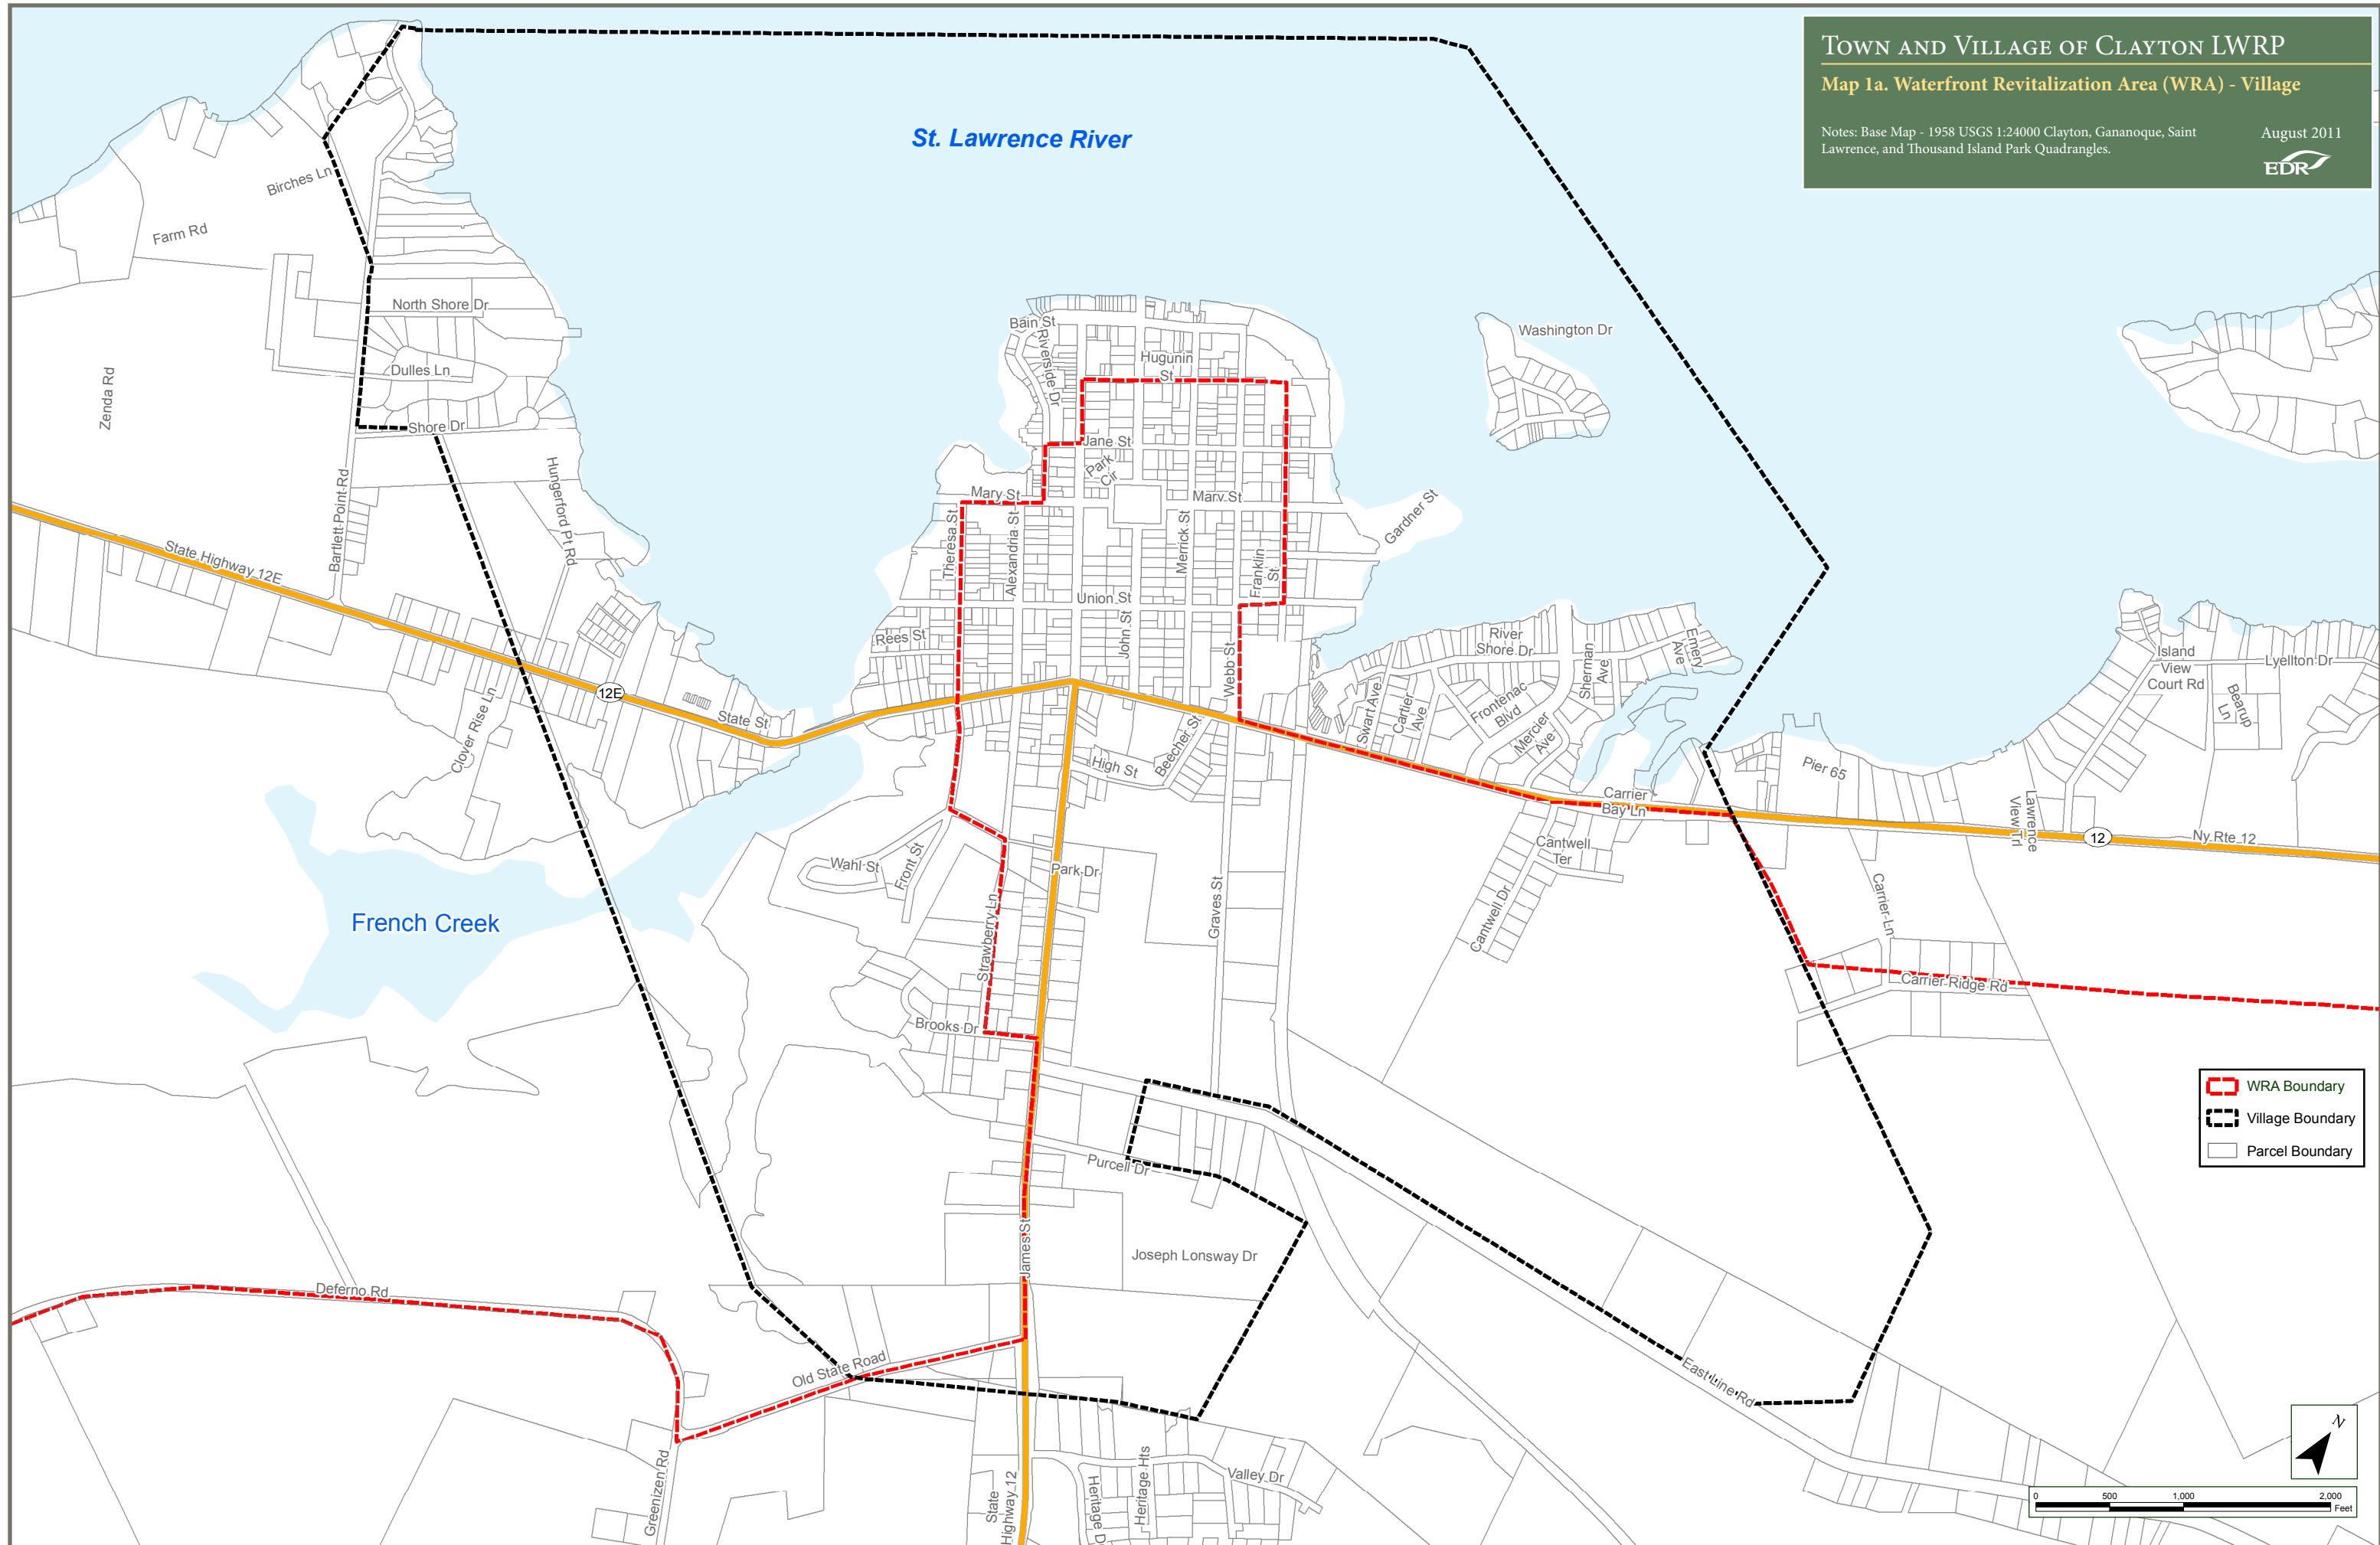 TOWN AND VILLAGE OF CLAYTON LWRP
Map 1a. Waterfront Revitalization Area (WRA) - Village
Notes: Base Map - 1958 USGS 1:24000 Clayton, Gananoque, Saint
Lawrence, and Thousand Island Park Quadrangles.
August 2011
EDR
St. Lawrence River
Birches Ln
Farm Rd
North Shore Dr
Dulles Ln
Zenda Rd
Shore Dr
Bartlett Point Rd
Hungerford Pt Rd
State Highway 12E
12E
State St
Clover Rise Ln
French Creek
Bain St
Riverside Dr
Hugunin
St
Washington Dr
Jane St
Park
Cir
Mary St
Mary St
Gardner St
Theresa St
Alexandria St
Merrick St
Franklin
St
Union St
Rees St
John St
Webb St
River
Shore Dr
Emery
Ave
Sherman
Ave
Swart Ave
Cartier
Ave
Frontenac
Blvd
Mercier
Ave
Island
View
Court Rd
Lyellton Dr
Bearup
Ln
High St
Beecher St
Pier 65
Carrier
Bay Ln
Lawrence
View Trl
12
Ny Rte 12
Wahl St
Front St
Park Dr
Cantwell
Ter
Cantwell Dr
Graves St
Strawberry Ln
Carrier Ln
Carrier Ridge Rd
Brooks Dr
Purcell Dr
James St
Joseph Lonsway Dr
Deferno Rd
Old State Road
East Line Rd
Greenizen Rd
State
Highway 12
Heritage D
Heritage Hts
Valley Dr
WRA Boundary
Village Boundary
Parcel Boundary
N
0 500 1,000 2,000
Feet